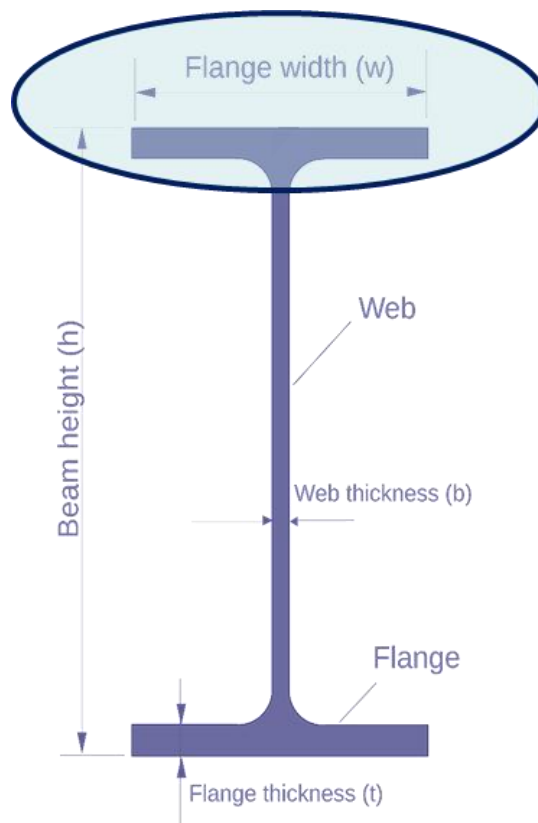 Flange width (w)
Web
Beam height (h)
Web thickness (b)
Flange
Flange thickness (t)